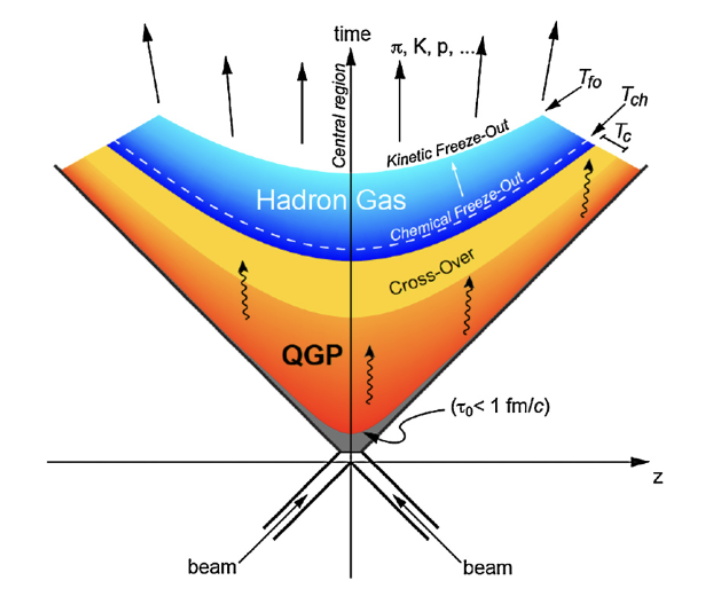 time
π, K, p, ...
Central region
T_fo
T_ch
T_c
Kinetic Freeze-Out
Hadron Gas
Chemical Freeze-Out
Cross-Over
QGP
(τ₀< 1 fm/c)
z
beam
beam